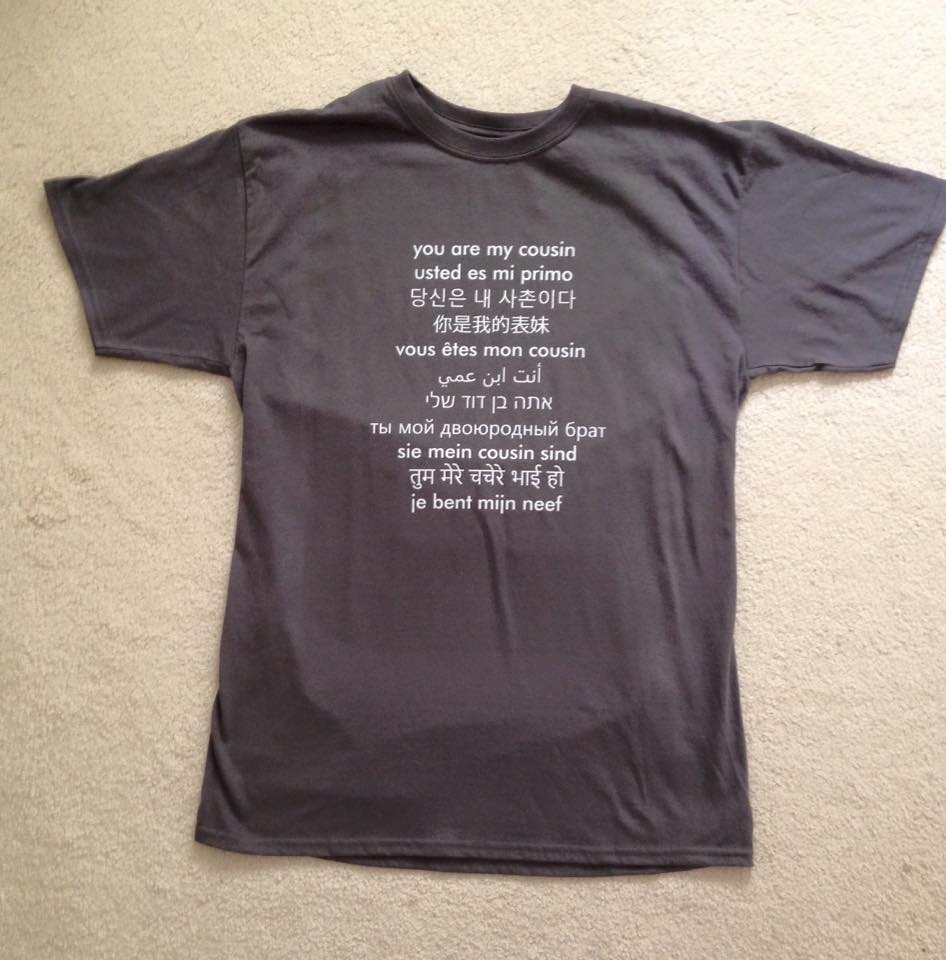 you are my cousin
usted es mi primo
당신은 내 사촌이다
你是我的表妹
vous êtes mon cousin
أنت ابن عمي
אתה בן דוד שלי
ты мой двоюродный брат
sie mein cousin sind
तुम मेरे चचेरे भाई हो
je bent mijn neef